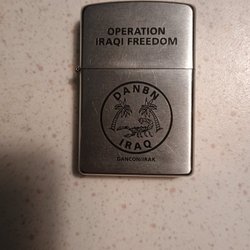 OPERATION
IRAQI FREEDOM
DANBN
IRAQ
DANCON/IRAK